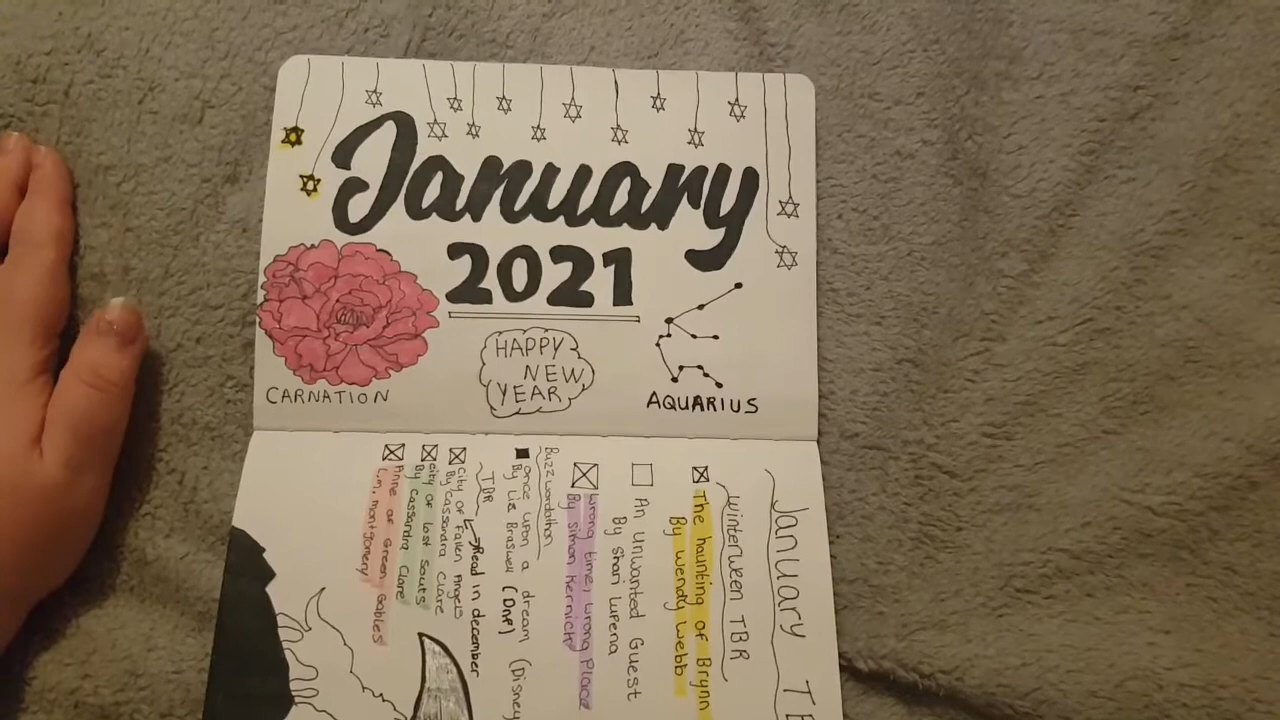 January
2021
HAPPY
NEW
YEAR
CARNATION
AQUARIUS
January
Winterween TBR
The haunting of Brynn
By Wendy Webb
An unwanted Guest
By Shari Lapena
Wrong time, wrong Place
By Simon Kernick
Buzzwordathon
Once upon a dream (Disney
By Liz Braswell (DNF)
TBR
City of Fallen Angels
By Cassandra Clare
Read in december
City of Lost Souls
By Cassandra Clare
Anne of Green Gables
L.M. Montgomery